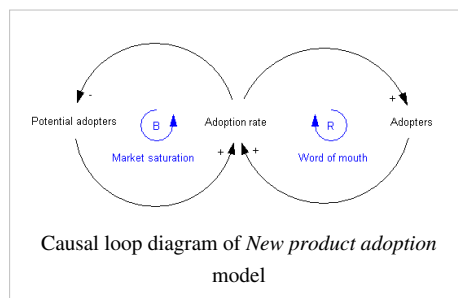 -
+
Potential adopters
B
Adoption rate
R
Adopters
Market saturation
+
+
Word of mouth
Causal loop diagram of New product adoption
model